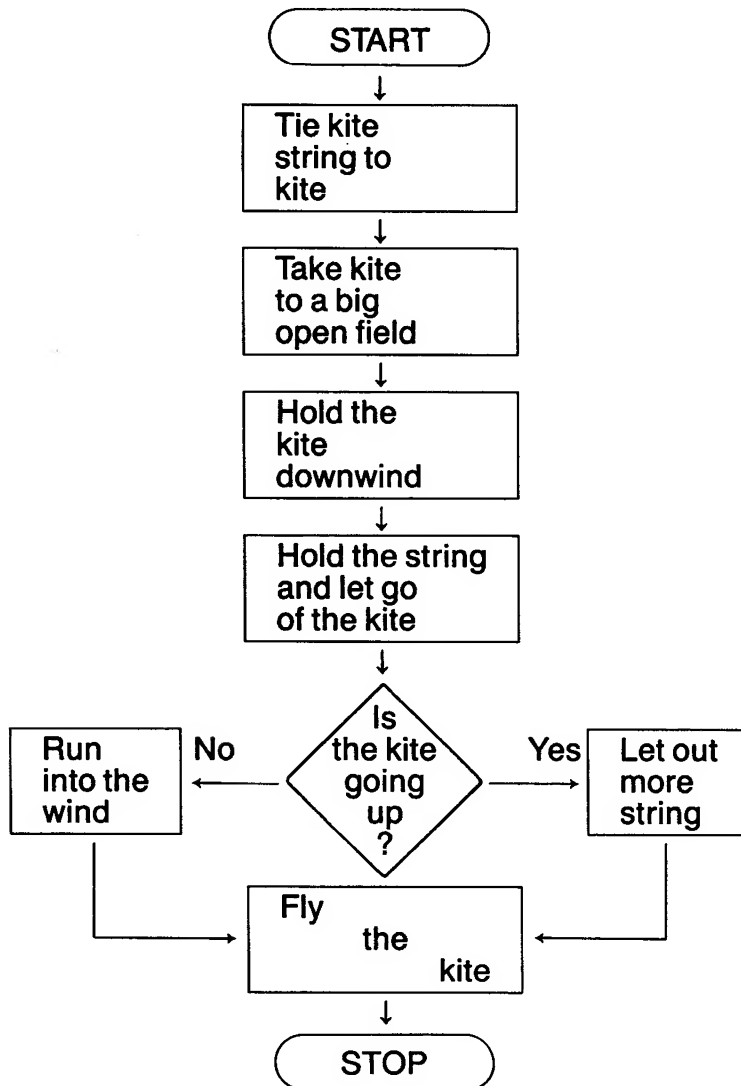 START
Tie kite
string to
kite
Take kite
to a big
open field
Hold the
kite
downwind
Hold the string
and let go
of the kite
Is
the kite
going
up
?
No
Run
into the
wind
Yes
Let out
more
string
Fly
the
kite
STOP